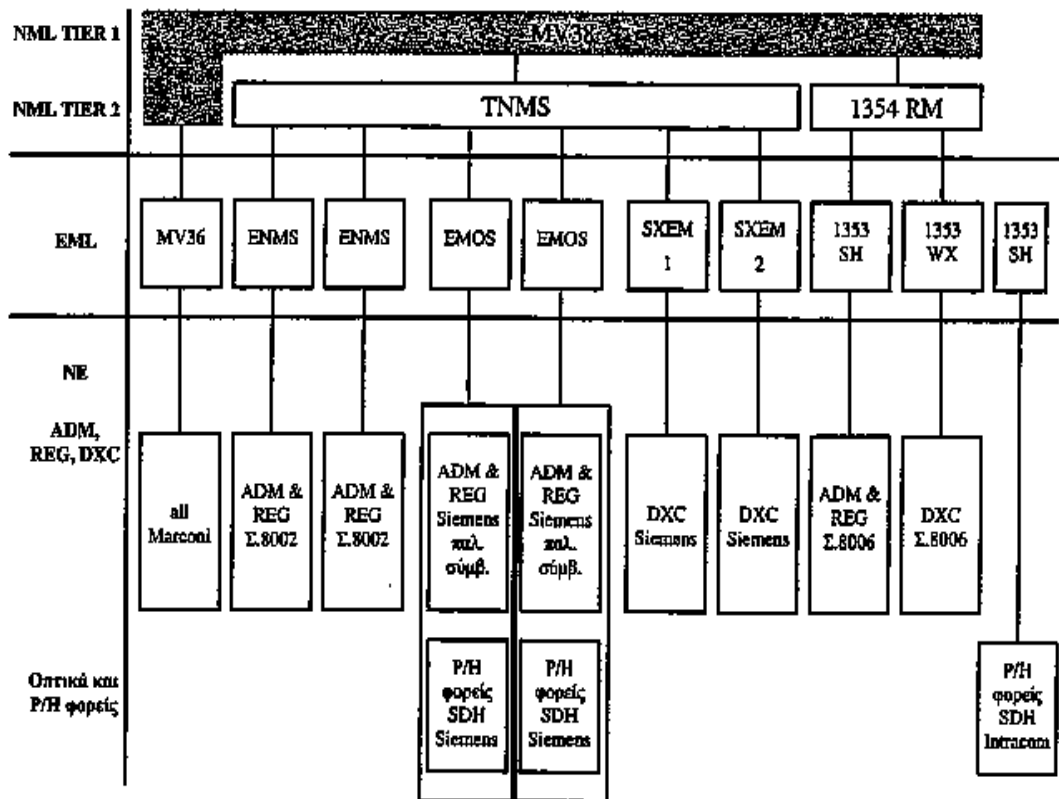 NML TIER 1
MV38
NML TIER 2
TNMS
1354 RM
EML
MV36
ENMS
ENMS
EMOS
EMOS
SXEM
1
SXEM
2
1353
SH
1353
WX
1353
SH
NE
ADM,
REG, DXC
all
Marconi
ADM &
REG
Σ.8002
ADM &
REG
Σ.8002
ADM &
REG
Siemens
παλ.
σύμβ.
ADM &
REG
Siemens
παλ.
σύμβ.
DXC
Siemens
DXC
Siemens
ADM &
REG
Σ.8006
DXC
Σ.8006
Οπτικά και
Ρ/Η φορείς
Ρ/Η
φορείς
SDH
Siemens
Ρ/Η
φορείς
SDH
Siemens
Ρ/Η
φορείς
SDH
Intracom